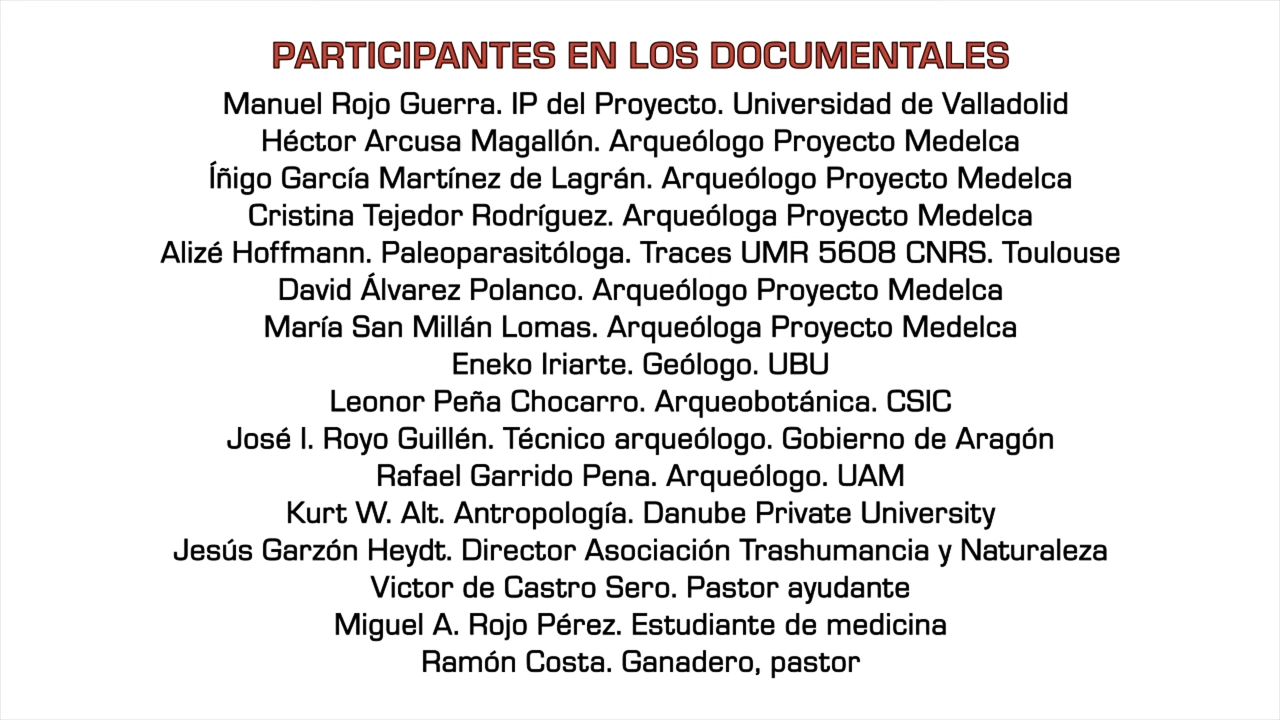 PARTICIPANTES EN LOS DOCUMENTALES
Manuel Rojo Guerra. IP del Proyecto. Universidad de Valladolid
Héctor Arcusa Magallón. Arqueólogo Proyecto Medelca
Íñigo García Martínez de Lagrán. Arqueólogo Proyecto Medelca
Cristina Tejedor Rodríguez. Arqueóloga Proyecto Medelca
Alizé Hoffmann. Paleoparasitóloga. Traces UMR 5608 CNRS. Toulouse
David Álvarez Polanco. Arqueólogo Proyecto Medelca
María San Millán Lomas. Arqueóloga Proyecto Medelca
Eneko Iriarte. Geólogo. UBU
Leonor Peña Chocarro. Arqueobotánica. CSIC
José I. Royo Guillén. Técnico arqueólogo. Gobierno de Aragón
Rafael Garrido Pena. Arqueólogo. UAM
Kurt W. Alt. Antropología. Danube Private University
Jesús Garzón Heydt. Director Asociación Trashumancia y Naturaleza
Victor de Castro Sero. Pastor ayudante
Miguel A. Rojo Pérez. Estudiante de medicina
Ramón Costa. Ganadero, pastor